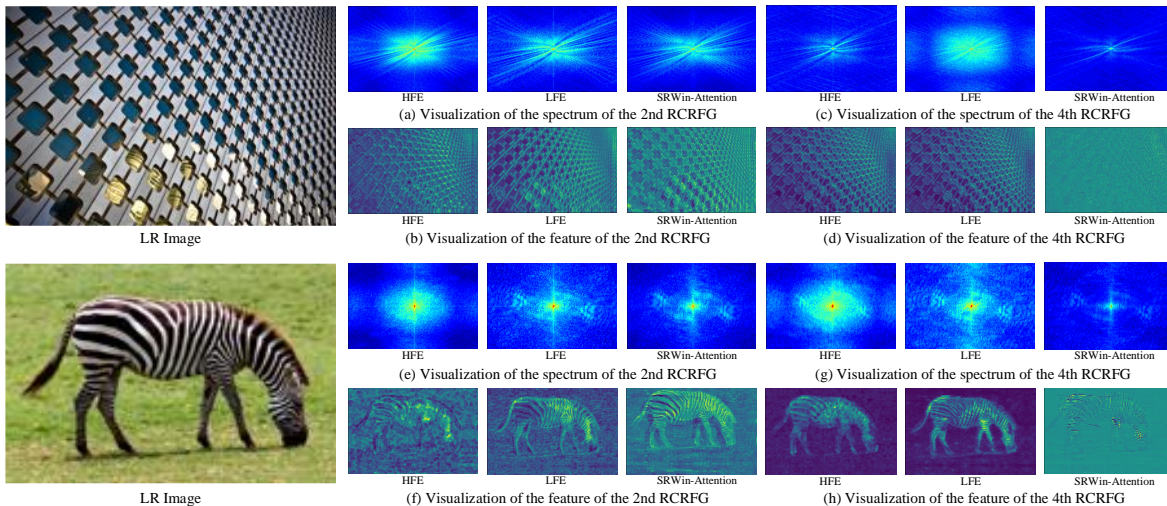 HFE LFE SRWin-Attention HFE LFE SRWin-Attention
(a) Visualization of the spectrum of the 2nd RCRFG (c) Visualization of the spectrum of the 4th RCRFG
HFE LFE SRWin-Attention HFE LFE SRWin-Attention
LR Image (b) Visualization of the feature of the 2nd RCRFG (d) Visualization of the feature of the 4th RCRFG
HFE LFE SRWin-Attention HFE LFE SRWin-Attention
(e) Visualization of the spectrum of the 2nd RCRFG (g) Visualization of the spectrum of the 4th RCRFG
HFE LFE SRWin-Attention HFE LFE SRWin-Attention
LR Image (f) Visualization of the feature of the 2nd RCRFG (h) Visualization of the feature of the 4th RCRFG